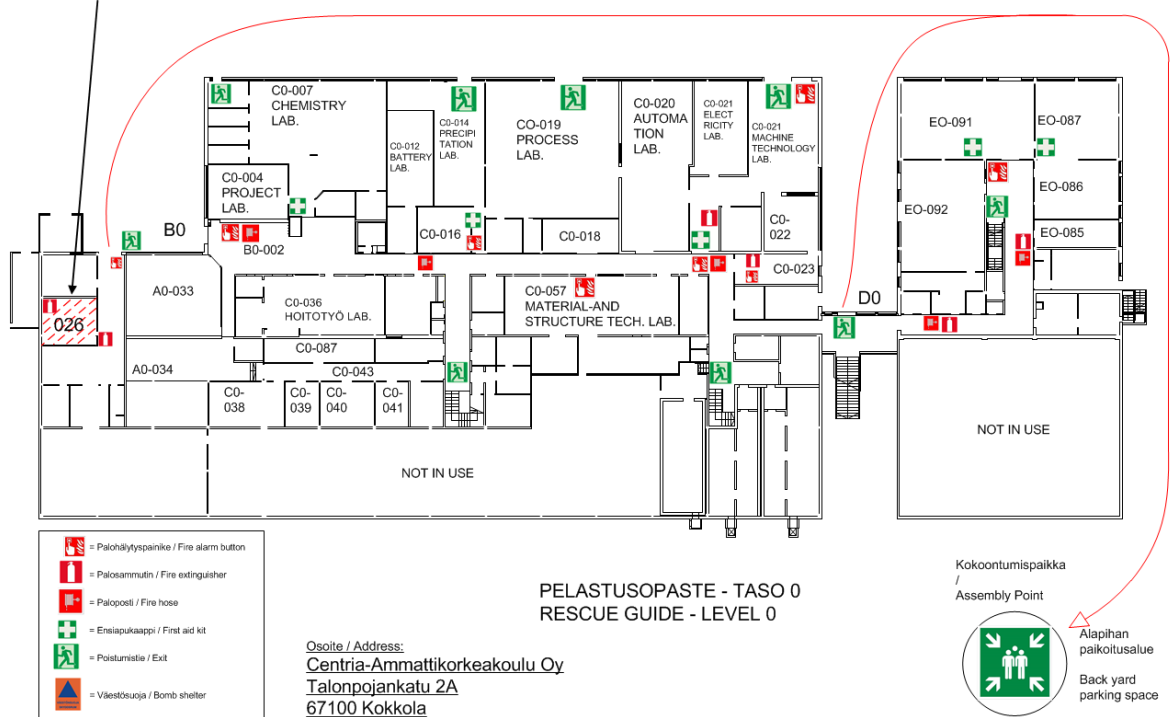 C0-007
CHEMISTRY
LAB.
C0-014
PRECIPI
TATION
LAB.
C0-012
BATTERY
LAB.
CO-019
PROCESS
LAB.
C0-020
AUTOMA
TION
LAB.
C0-021
ELECT
RICITY
LAB.
C0-021
MACHINE
TECHNOLOGY
LAB.
EO-091
EO-087
C0-004
PROJECT
LAB.
EO-086
EO-092
B0
B0-002
C0-016
C0-018
C0-
022
EO-085
C0-023
A0-033
026
C0-036
HOITOTYÖ LAB.
C0-057
MATERIAL-AND
STRUCTURE TECH. LAB.
D0
C0-087
A0-034
C0-043
C0-
038
C0-
039
C0-
040
C0-
041
NOT IN USE
NOT IN USE
= Palohälytyspainike / Fire alarm button
= Palosammutin / Fire extinguisher
= Paloposti / Fire hose
= Ensiapukaappi / First aid kit
= Poistumistie / Exit
= Väestösuoja / Bomb shelter
PELASTUSOPASTE - TASO 0
RESCUE GUIDE - LEVEL 0
Osoite / Address:
Centria-Ammattikorkeakoulu Oy
Talonpojankatu 2A
67100 Kokkola
Kokoontumispaikka
/
Assembly Point
Alapihan
paikoitusalue
Back yard
parking space